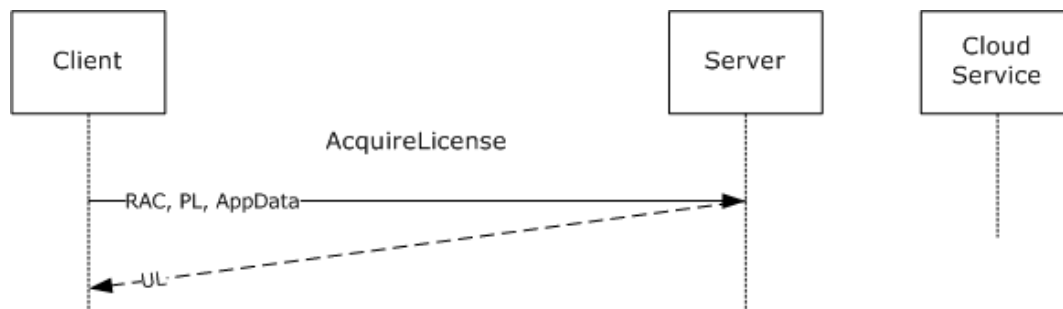 Client
Server
Cloud
Service
AcquireLicense
RAC, PL, AppData
UL